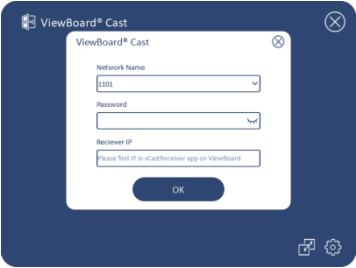 ViewBoard® Cast
ViewBoard® Cast
Network Name
1101
Password
Reciever IP
Please find IP in vCastReceiver app on ViewBoard
OK